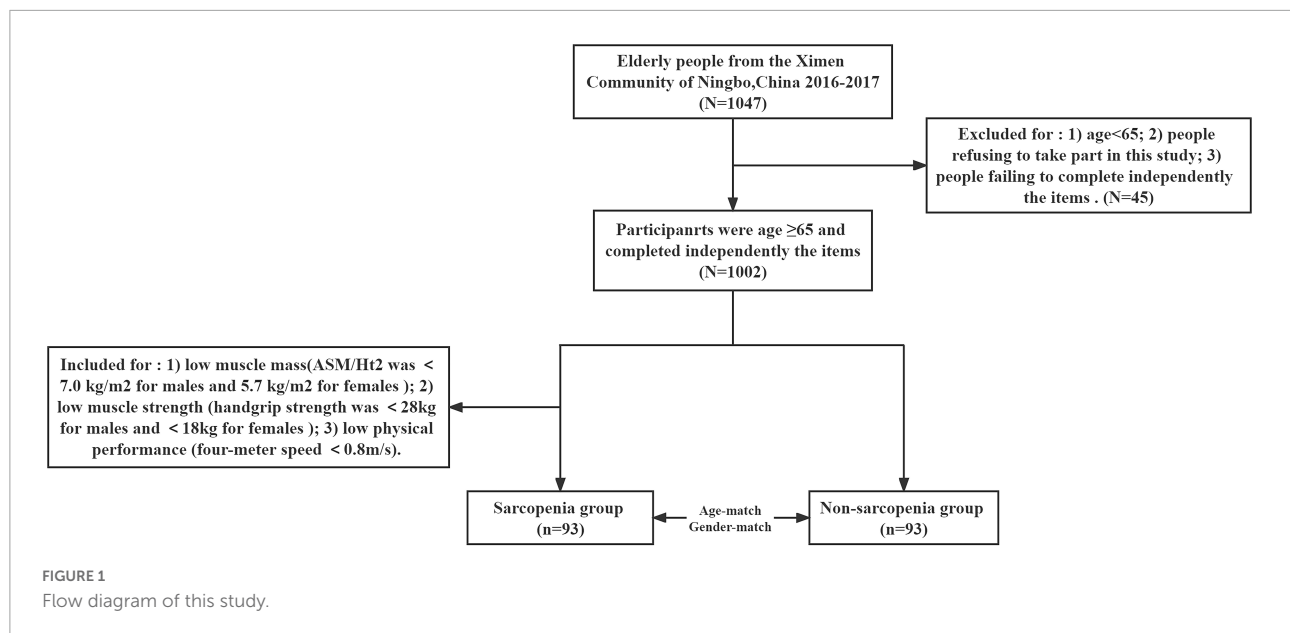 Elderly people from the Ximen
Community of Ningbo,China 2016-2017
(N=1047)
Excluded for : 1) age<65; 2) people
refusing to take part in this study; 3)
people failing to complete independently
the items . (N=45)
Participanrts were age ≥65 and
completed independently the items
(N=1002)
Included for : 1) low muscle mass(ASM/Ht2 was <
7.0 kg/m2 for males and 5.7 kg/m2 for females ); 2)
low muscle strength (handgrip strength was < 28kg
for males and < 18kg for females ); 3) low physical
performance (four-meter speed < 0.8m/s).
Sarcopenia group
(n=93)
Age-match
Gender-match
Non-sarcopenia group
(n=93)
FIGURE 1
Flow diagram of this study.